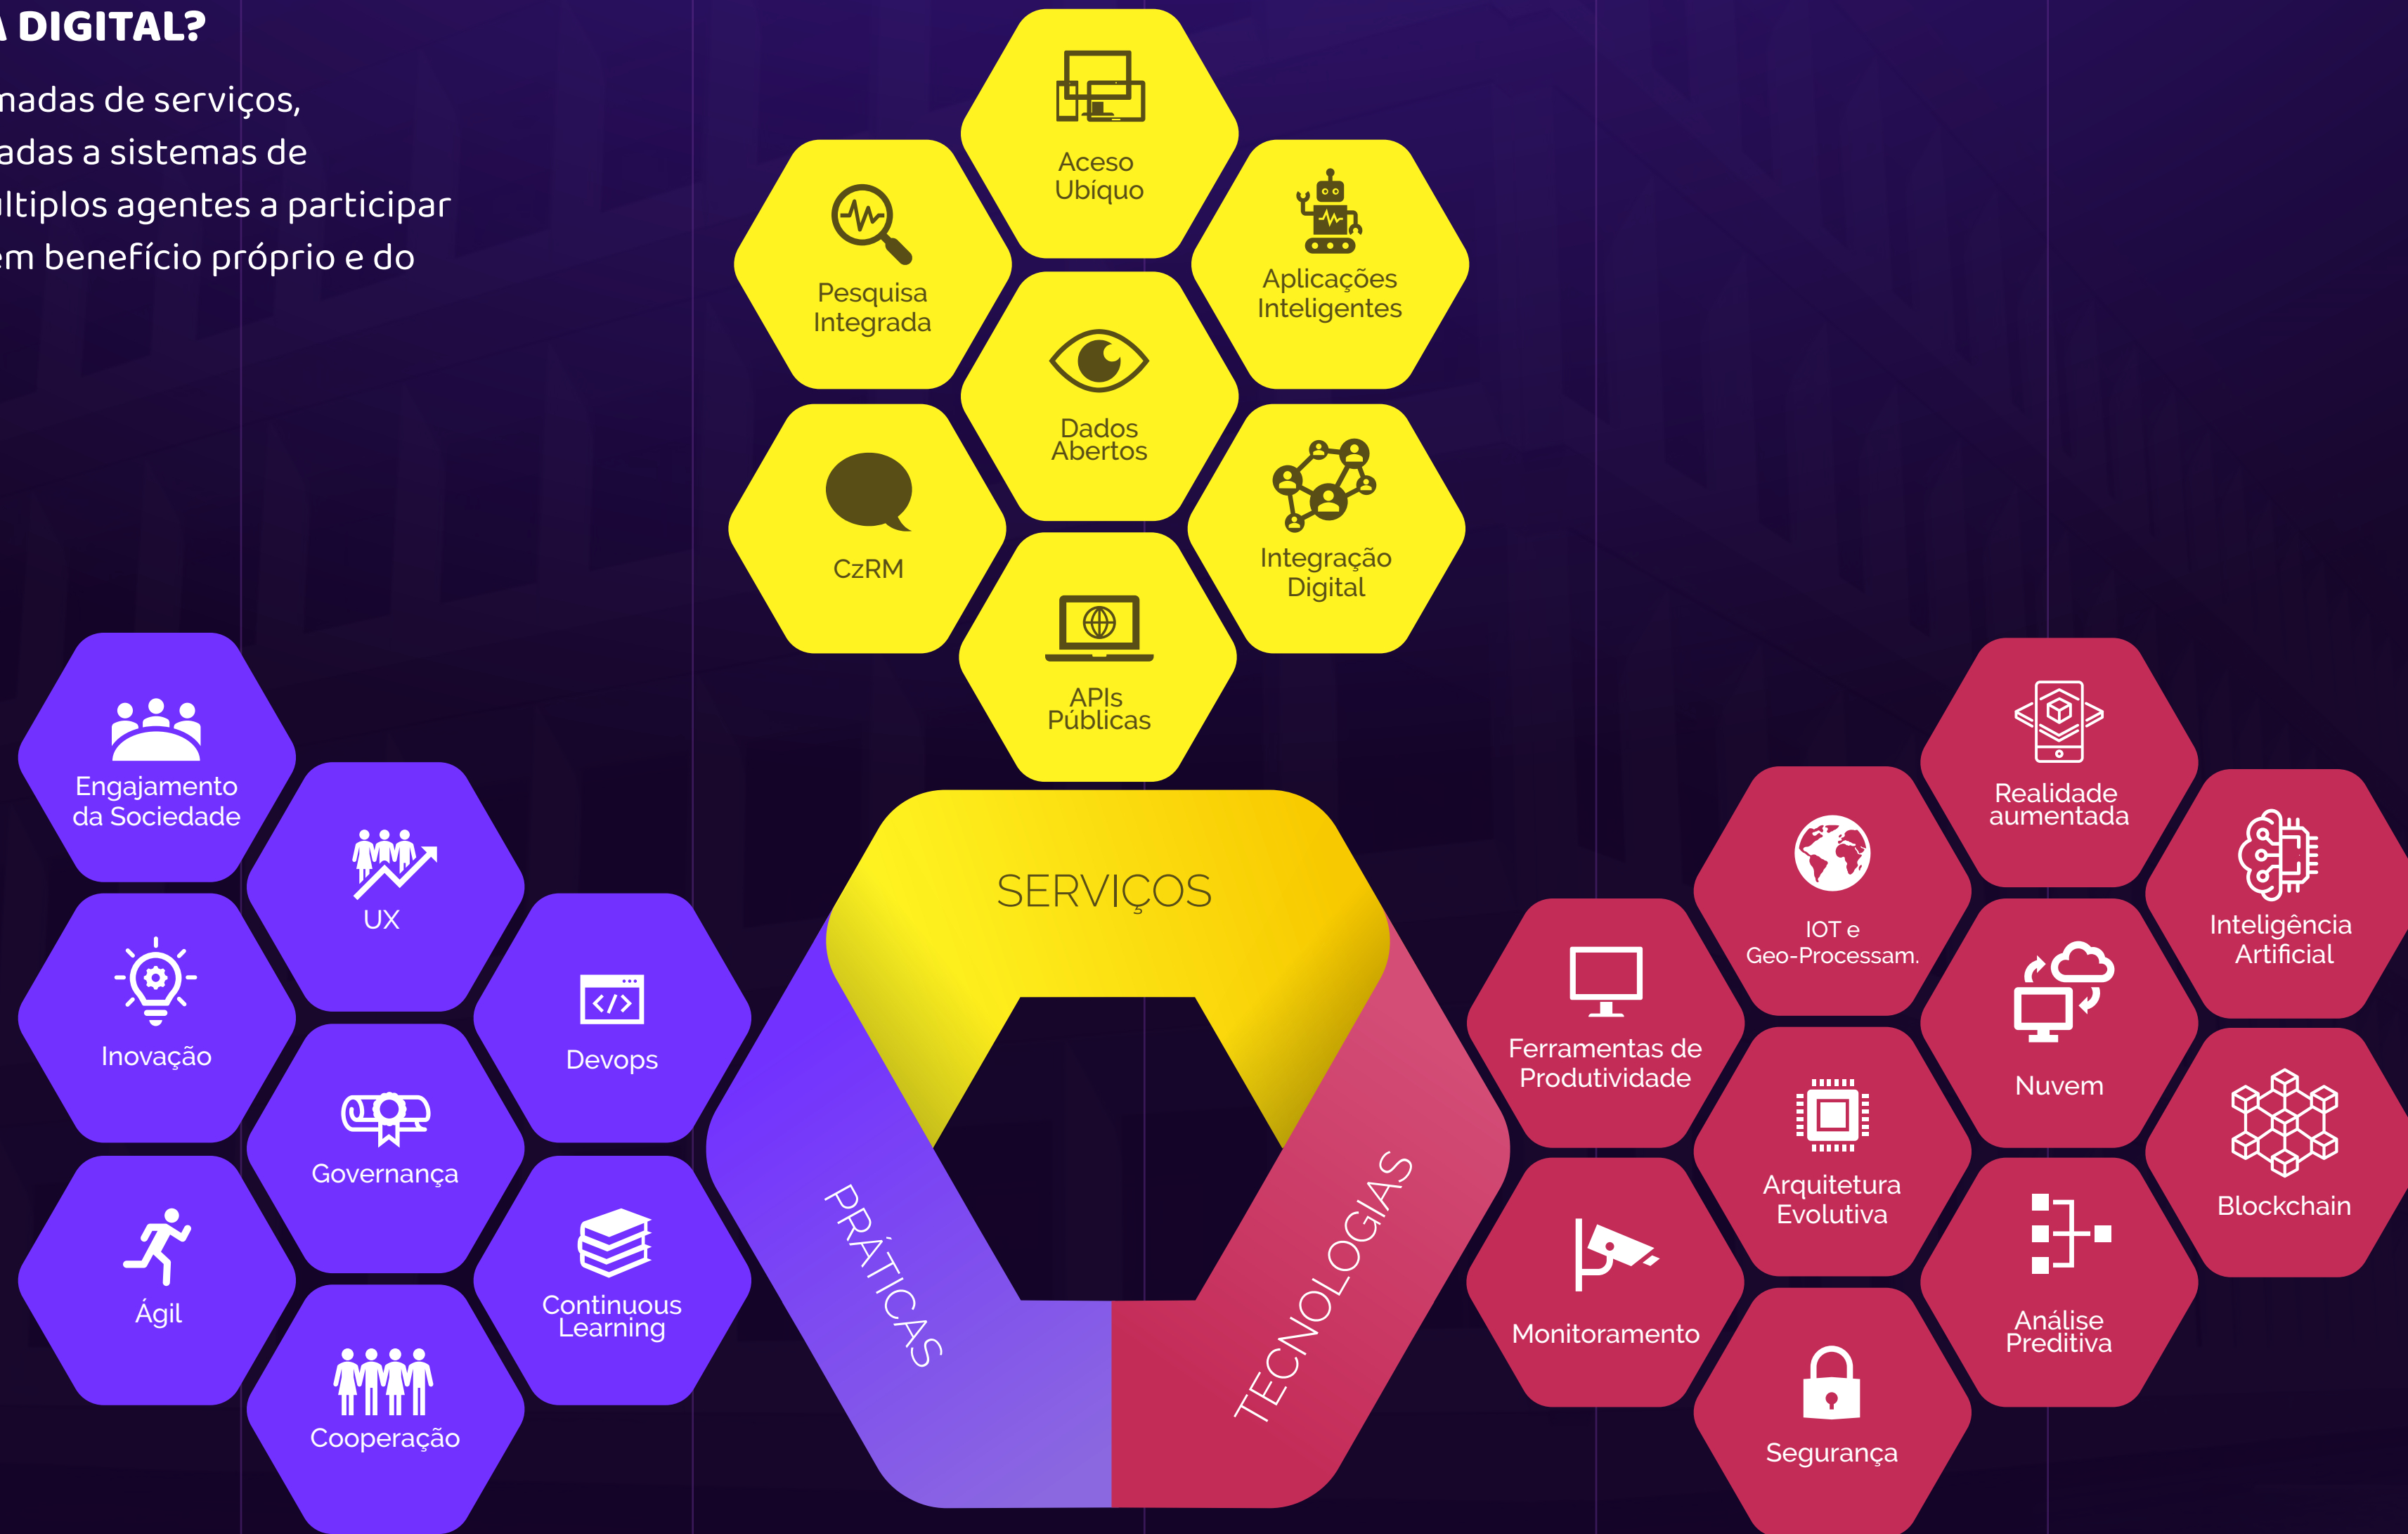 A DIGITAL?
madas de serviços,
adas a sistemas de
ltiplos agentes a participar
em benefício próprio e do
Aceso
Ubíquo
Pesquisa
Integrada
Aplicações
Inteligentes
Dados
Abertos
CzRM
Integração
Digital
APIs
Públicas
SERVIÇOS
PRÁTICAS
TECNOLOGIAS
Engajamento
da Sociedade
UX
Inovação
Devops
Governança
Ágil
Continuous
Learning
Cooperação
Realidade
aumentada
IOT e
Geo-Processam.
Inteligência
Artificial
Ferramentas de
Produtividade
Nuvem
Arquitetura
Evolutiva
Blockchain
Monitoramento
Análise
Preditiva
Segurança